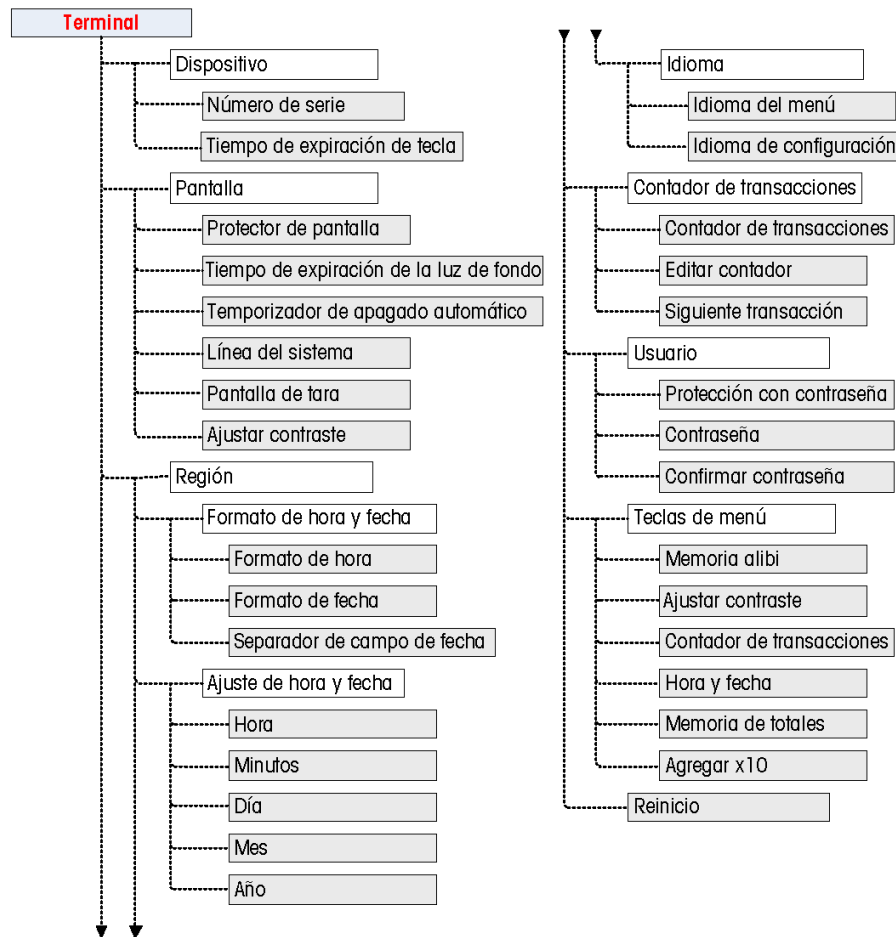 Terminal
Dispositivo
Número de serie
Tiempo de expiración de tecla
Pantalla
Protector de pantalla
Tiempo de expiración de la luz de fondo
Temporizador de apagado automático
Línea del sistema
Pantalla de tara
Ajustar contraste
Región
Formato de hora y fecha
Formato de hora
Formato de fecha
Separador de campo de fecha
Ajuste de hora y fecha
Hora
Minutos
Día
Mes
Año
Idioma
Idioma del menú
Idioma de configuración
Contador de transacciones
Contador de transacciones
Editar contador
Siguiente transacción
Usuario
Protección con contraseña
Contraseña
Confirmar contraseña
Teclas de menú
Memoria alibi
Ajustar contraste
Contador de transacciones
Hora y fecha
Memoria de totales
Agregar x10
Reinicio